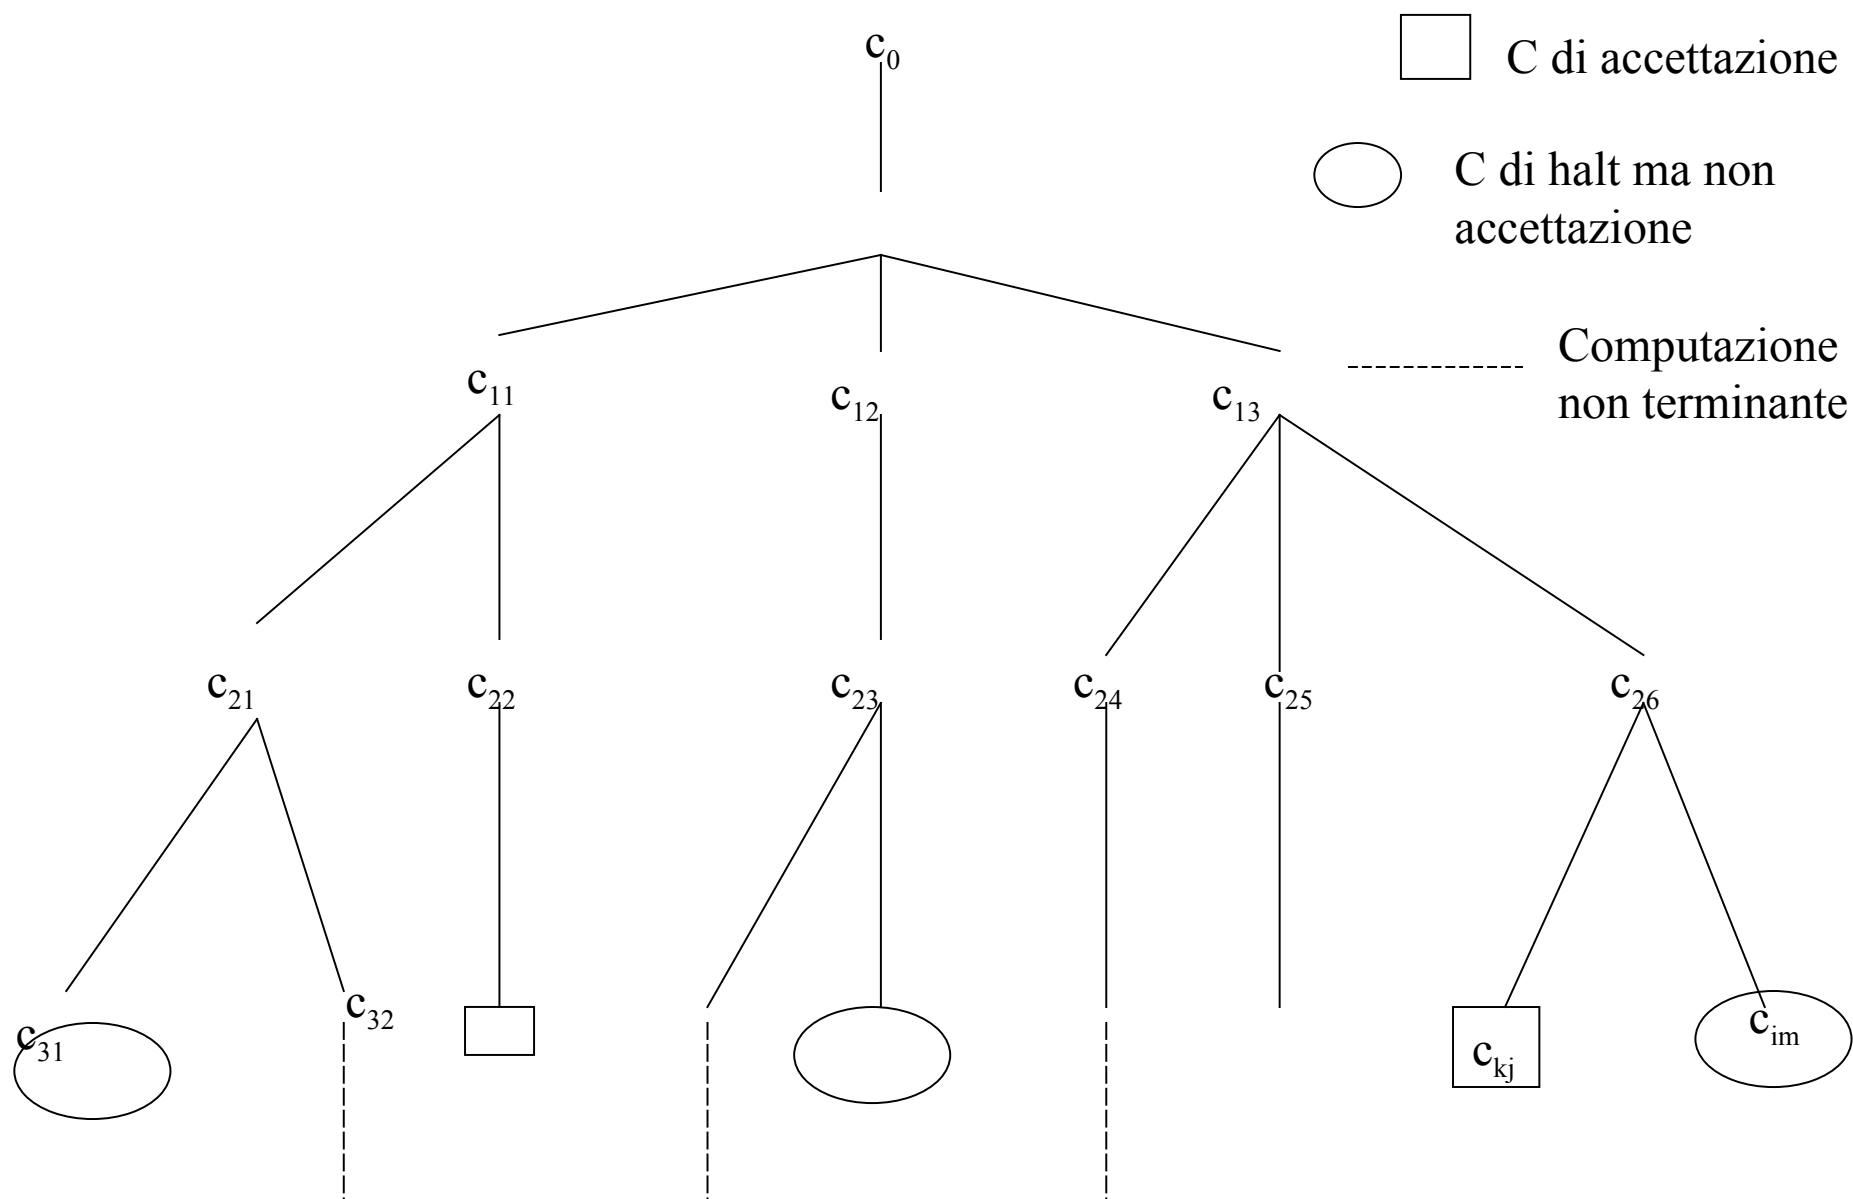 c0
C di accettazione
C di halt ma non
accettazione
Computazione
non terminante
c11
c12
c13
c21
c22
c23
c24
c25
c26
c31
c32
ckj
cim